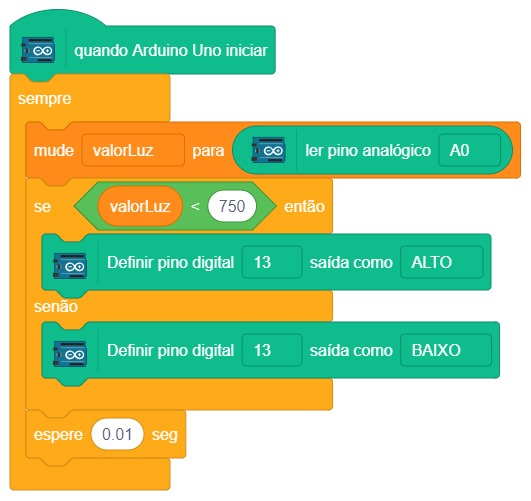 quando Arduino Uno iniciar
sempre
mude valorLuz para ler pino analógico A0
se valorLuz < 750 então
Definir pino digital 13 saída como ALTO
senão
Definir pino digital 13 saída como BAIXO
espere 0.01 seg